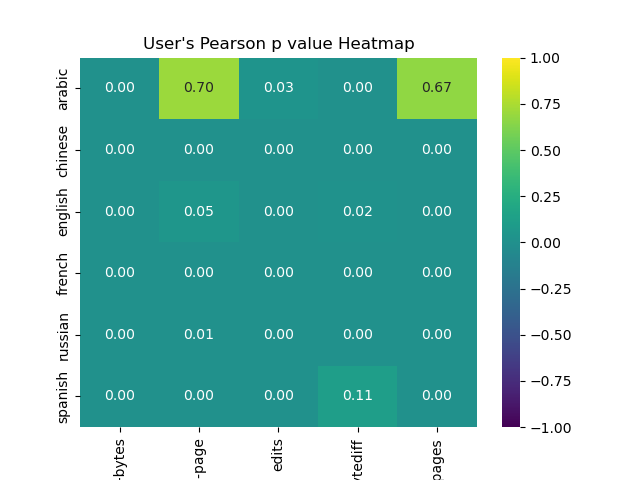 User's Pearson p value Heatmap
arabic 0.00 0.70 0.03 0.00 0.67
chinese 0.00 0.00 0.00 0.00 0.00
english 0.00 0.05 0.00 0.02 0.00
french 0.00 0.00 0.00 0.00 0.00
russian 0.00 0.01 0.00 0.00 0.00
spanish 0.00 0.00 0.00 0.11 0.00
-bytes
-page
edits
ytediff
pages
1.00
0.75
0.50
0.25
0.00
−0.25
−0.50
−0.75
−1.00